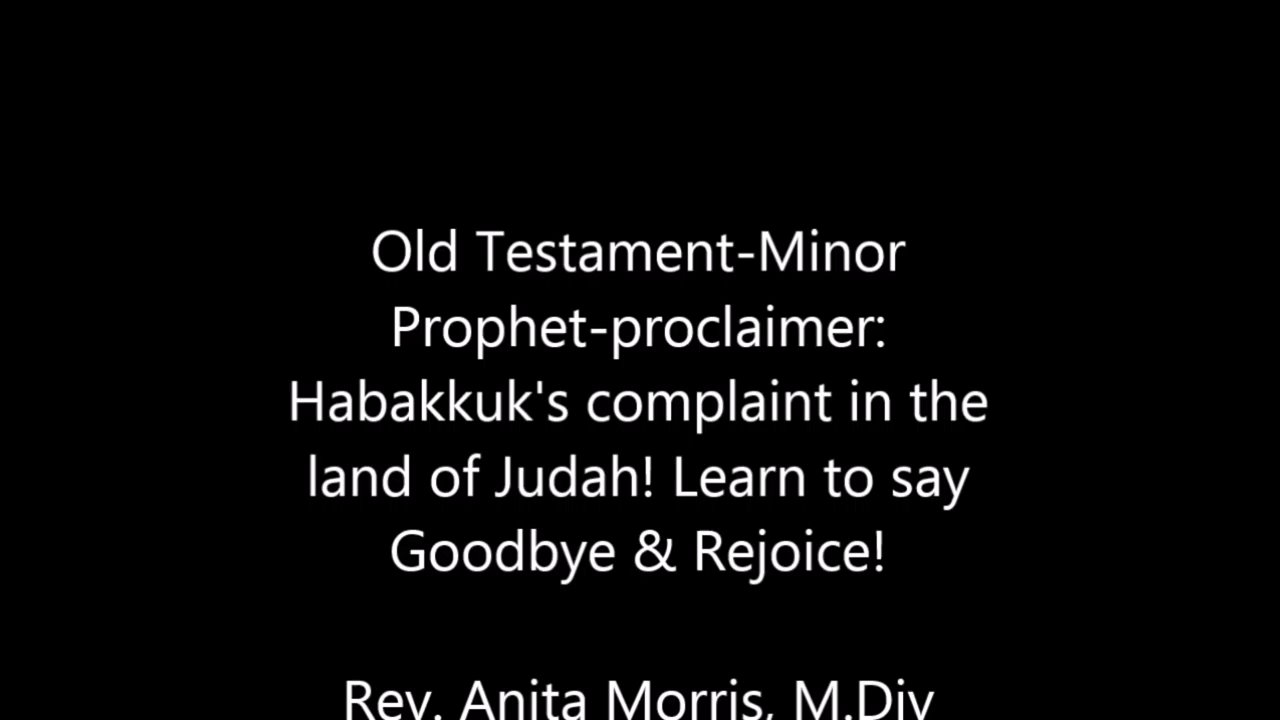 Old Testament-Minor
Prophet-proclaimer:
Habakkuk's complaint in the
land of Judah! Learn to say
Goodbye & Rejoice!
Rev. Anita Morris, M.Div